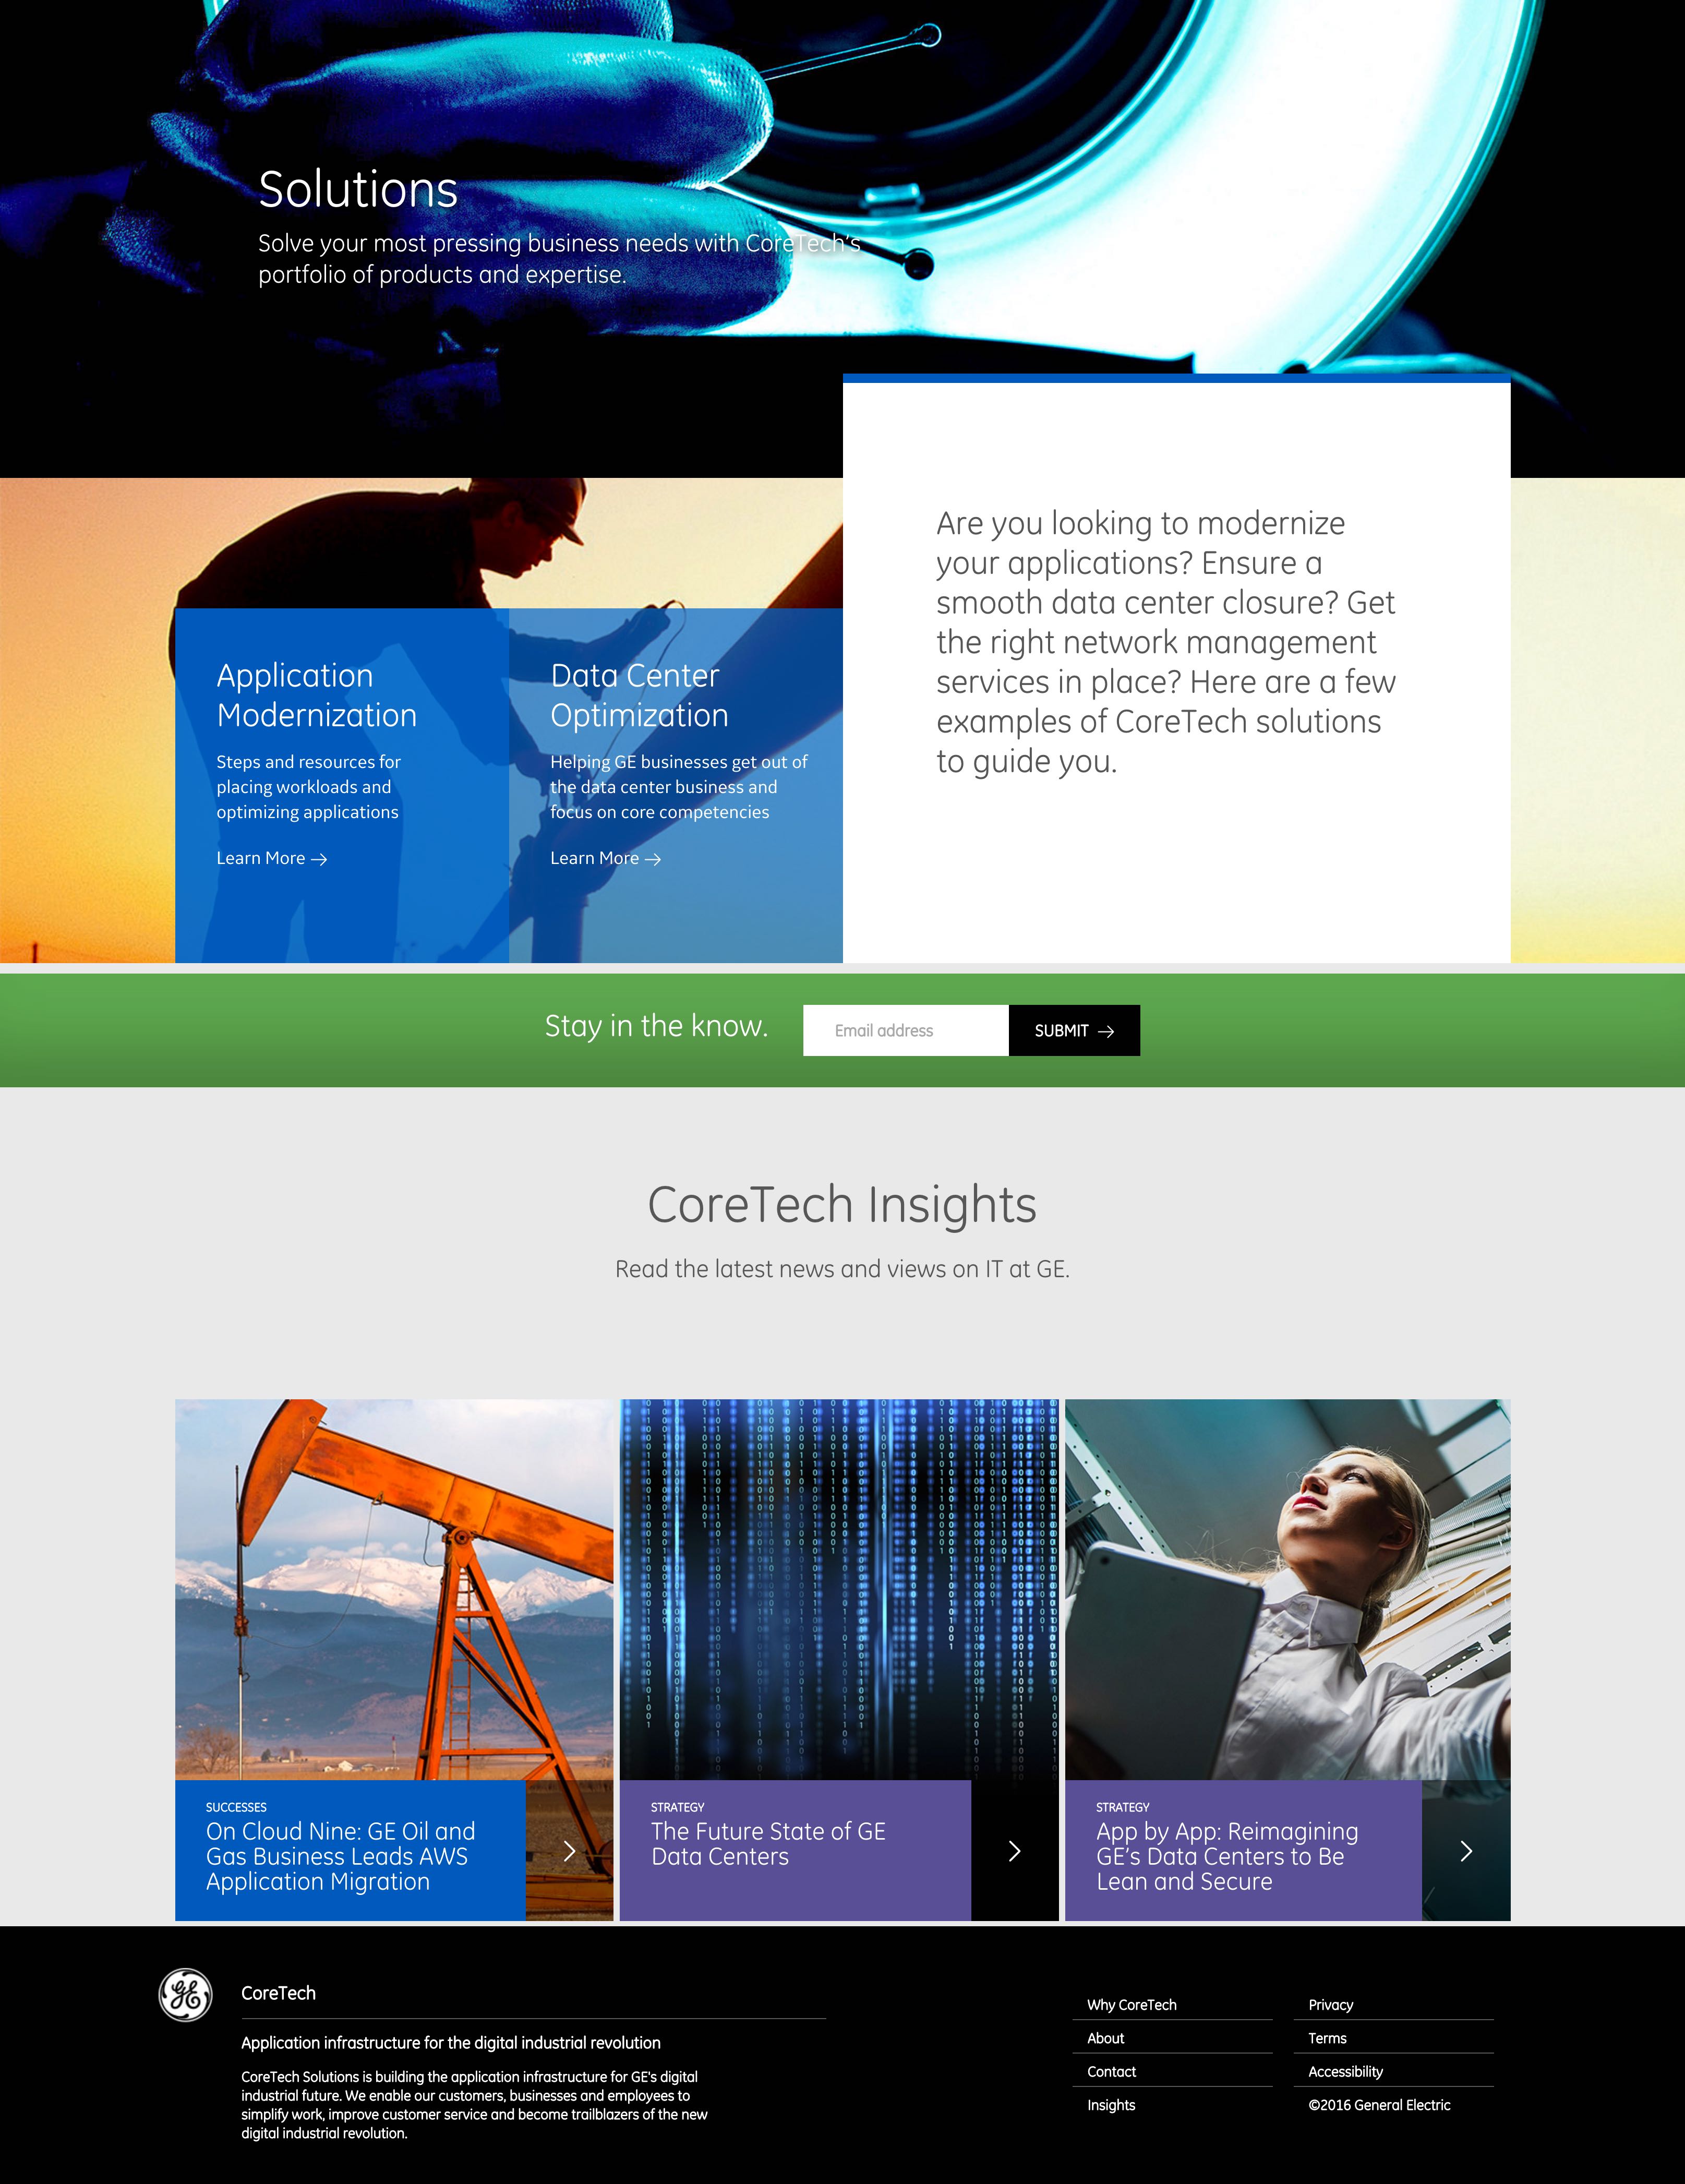 Solutions
Solve your most pressing business needs with CoreTech's
portfolio of products and expertise.
Are you looking to modernize
your applications? Ensure a
smooth data center closure? Get
the right network management
services in place? Here are a few
examples of CoreTech solutions
to guide you.
Application
Modernization
Steps and resources for
placing workloads and
optimizing applications
Learn More →
Data Center
Optimization
Helping GE businesses get out of
the data center business and
focus on core competencies
Learn More →
Stay in the know.
Email address
SUBMIT →
CoreTech Insights
Read the latest news and views on IT at GE.
SUCCESSES
On Cloud Nine: GE Oil and
Gas Business Leads AWS
Application Migration
STRATEGY
The Future State of GE
Data Centers
STRATEGY
App by App: Reimagining
GE's Data Centers to Be
Lean and Secure
GE
CoreTech
Application infrastructure for the digital industrial revolution
CoreTech Solutions is building the application infrastructure for GE's digital
industrial future. We enable our customers, businesses and employees to
simplify work, improve customer service and become trailblazers of the new
digital industrial revolution.
Why CoreTech
About
Contact
Insights
Privacy
Terms
Accessibility
©2016 General Electric